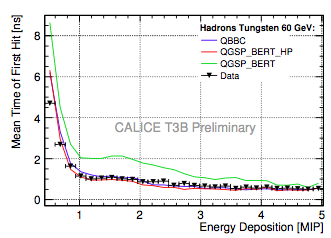 Mean Time of First Hit [ns]
Hadrons Tungsten 60 GeV:
QBBC
QGSP_BERT_HP
QGSP_BERT
Data
CALICE T3B Preliminary
8
6
4
2
0
1 2 3 4 5
Energy Deposition [MIP]